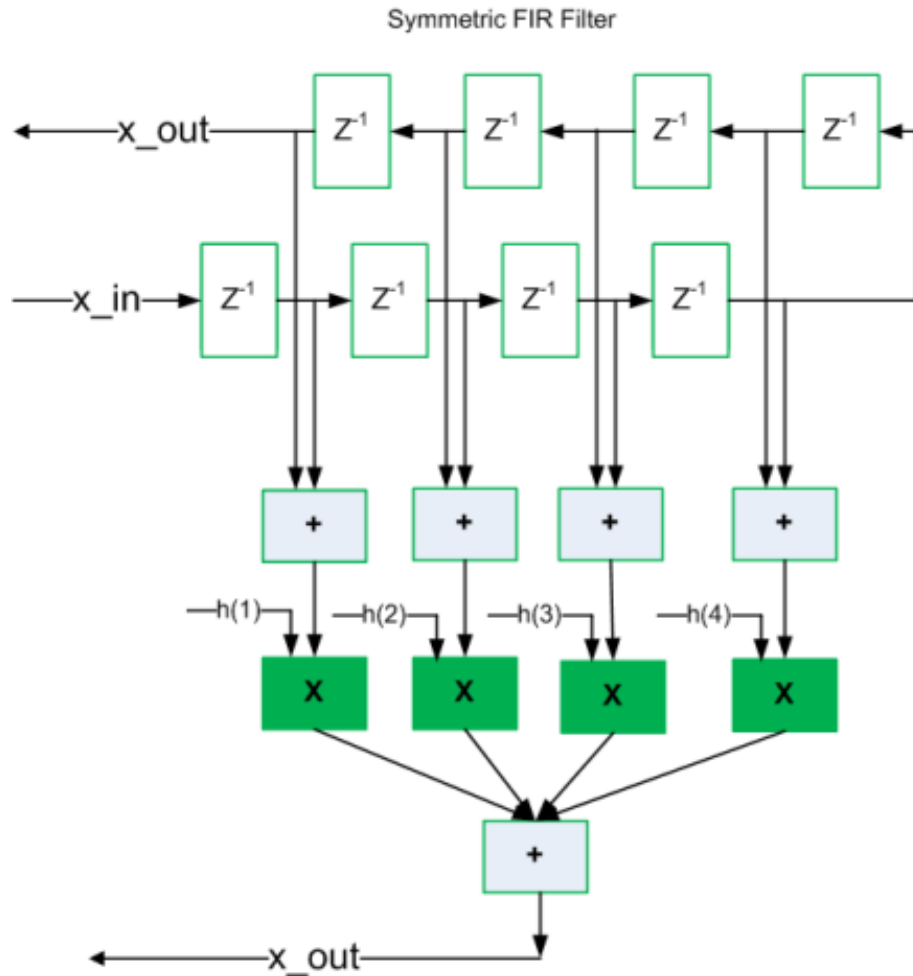 Symmetric FIR Filter
x_out
Z⁻¹ Z⁻¹ Z⁻¹ Z⁻¹
x_in
Z⁻¹ Z⁻¹ Z⁻¹ Z⁻¹
+ + + +
h(1) h(2) h(3) h(4)
X X X X
+
x_out